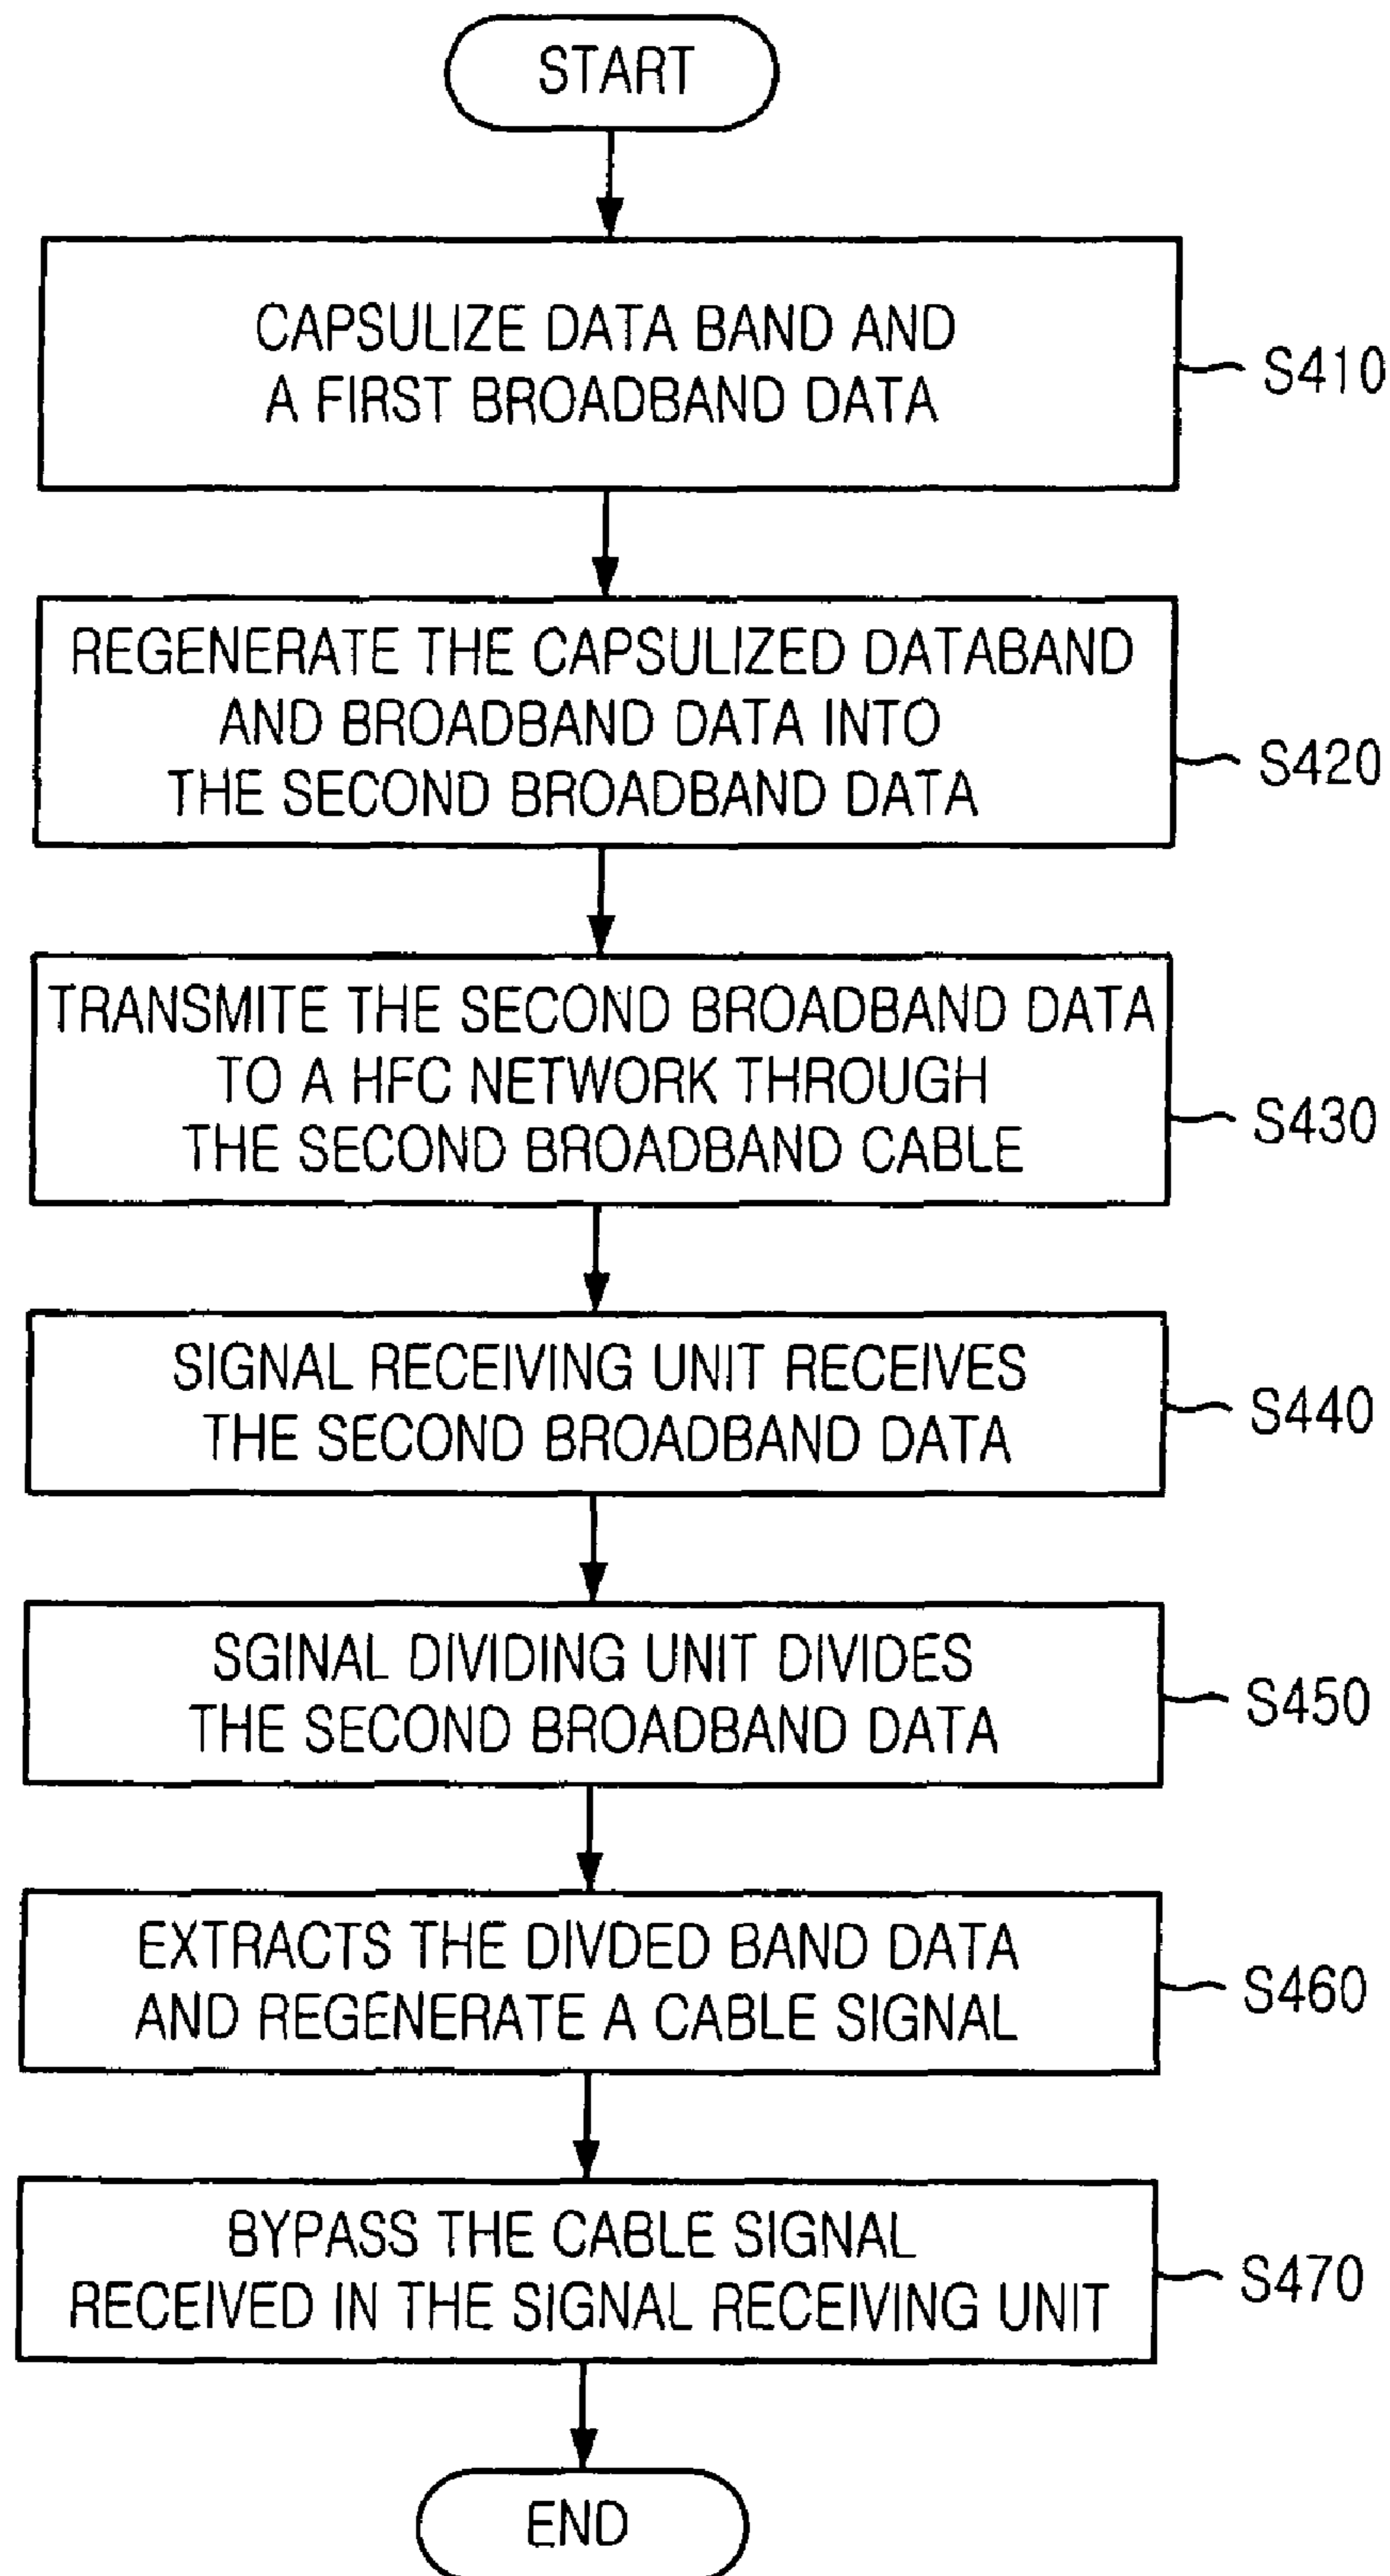 START
CAPSULIZE DATA BAND AND
A FIRST BROADBAND DATA
S410
REGENERATE THE CAPSULIZED DATABAND
AND BROADBAND DATA INTO
THE SECOND BROADBAND DATA
S420
TRANSMITE THE SECOND BROADBAND DATA
TO A HFC NETWORK THROUGH
THE SECOND BROADBAND CABLE
S430
SIGNAL RECEIVING UNIT RECEIVES
THE SECOND BROADBAND DATA
S440
SGINAL DIVIDING UNIT DIVIDES
THE SECOND BROADBAND DATA
S450
EXTRACTS THE DIVDED BAND DATA
AND REGENERATE A CABLE SIGNAL
S460
BYPASS THE CABLE SIGNAL
RECEIVED IN THE SIGNAL RECEIVING UNIT
S470
END